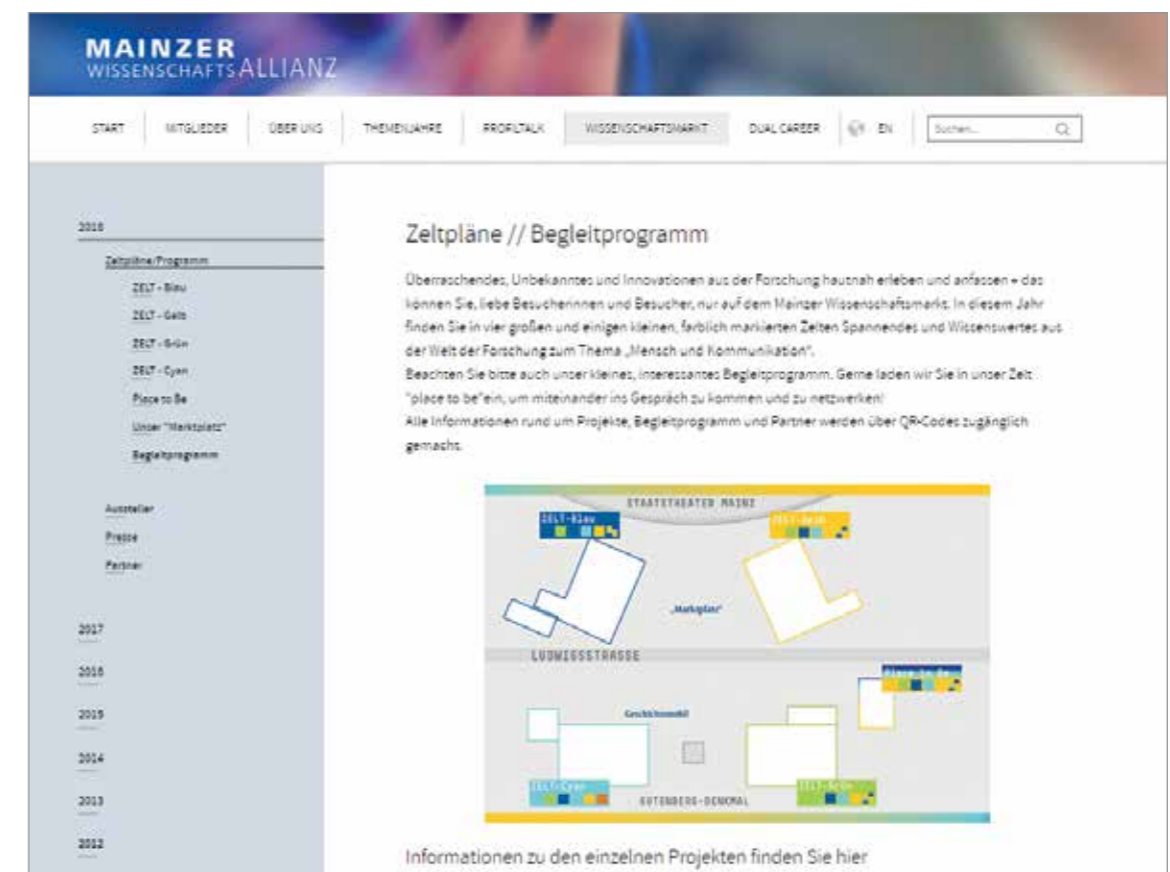 MAINZER
WISSENSCHAFTSALLIANZ
START MITGLIEDER ÜBER UNS THEMENJAHRE PROFILTALK WISSENSCHAFTSMARKT DUAL CAREER EN Suchen...
2018
Zeltpläne/Programm
ZELT - Blau
ZELT - Gelb
ZELT - Grün
ZELT - Cyan
Place to Be
Unser "Marktplatz"
Begleitprogramm
Aussteller
Presse
Partner
2017
2016
2015
2014
2013
2012
Zeltpläne // Begleitprogramm
Überraschendes, Unbekanntes und Innovationen aus der Forschung hautnah erleben und anfassen – das
können Sie, liebe Besucherinnen und Besucher, nur auf dem Mainzer Wissenschaftsmarkt. In diesem Jahr
finden Sie in vier großen und einigen kleinen, farblich markierten Zelten Spannendes und Wissenswertes aus
der Welt der Forschung zum Thema „Mensch und Kommunikation“.
Beachten Sie bitte auch unser kleines, interessantes Begleitprogramm. Gerne laden wir Sie in unser Zelt
"place to be"ein, um miteinander ins Gespräch zu kommen und zu netzwerken!
Alle Informationen rund um Projekte, Begleitprogramm und Partner werden über QR-Codes zugänglich
gemacht.
STAATSTHEATER MAINZ
ZELT-Blau
ZELT-Gelb
„Marktplatz“
LUDWIGSSTRASSE
Place to Be
Geschichtsmobil
ZELT-Cyan
ZELT-Grün
GUTENBERG-DENKMAL
Informationen zu den einzelnen Projekten finden Sie hier